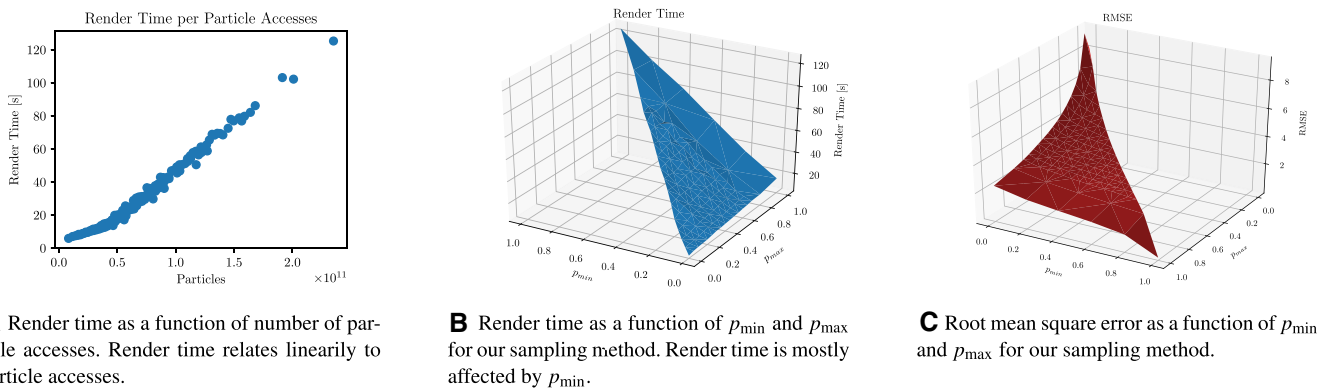 Render Time per Particle Accesses
120
100
80
60
40
20
0
Render Time [s]
0.0 0.5 1.0 1.5 2.0
×10¹¹
Particles
Render Time
120
100
80
60
40
20
Render Time [s]
1.0 0.8 0.6 0.4 0.2 0.0
p_min
0.0 0.2 0.4 0.6 0.8 1.0
p_max
RMSE
8
6
4
2
RMSE
0.0 0.2 0.4 0.6 0.8 1.0
p_min
1.0 0.8 0.6 0.4 0.2 0.0
p_max
Render time as a function of number of par-
le accesses. Render time relates linearily to
rticle accesses.
B Render time as a function of p_min and p_max
for our sampling method. Render time is mostly
affected by p_min.
C Root mean square error as a function of p_min
and p_max for our sampling method.